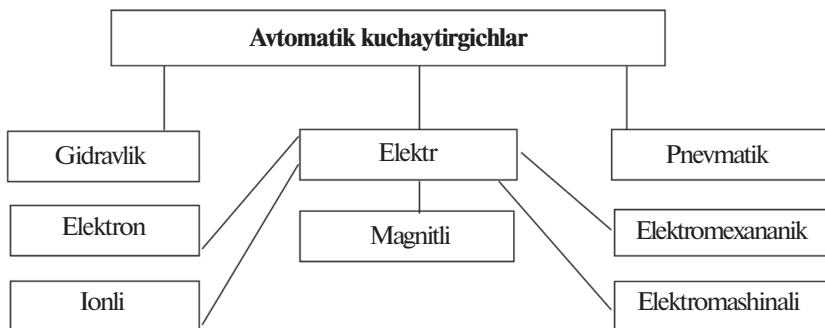 Avtomatik kuchaytirgichlar
Gidravlik
Elektr
Pnevmatik
Elektron
Magnitli
Elektromexananik
Ionli
Elektromashinali